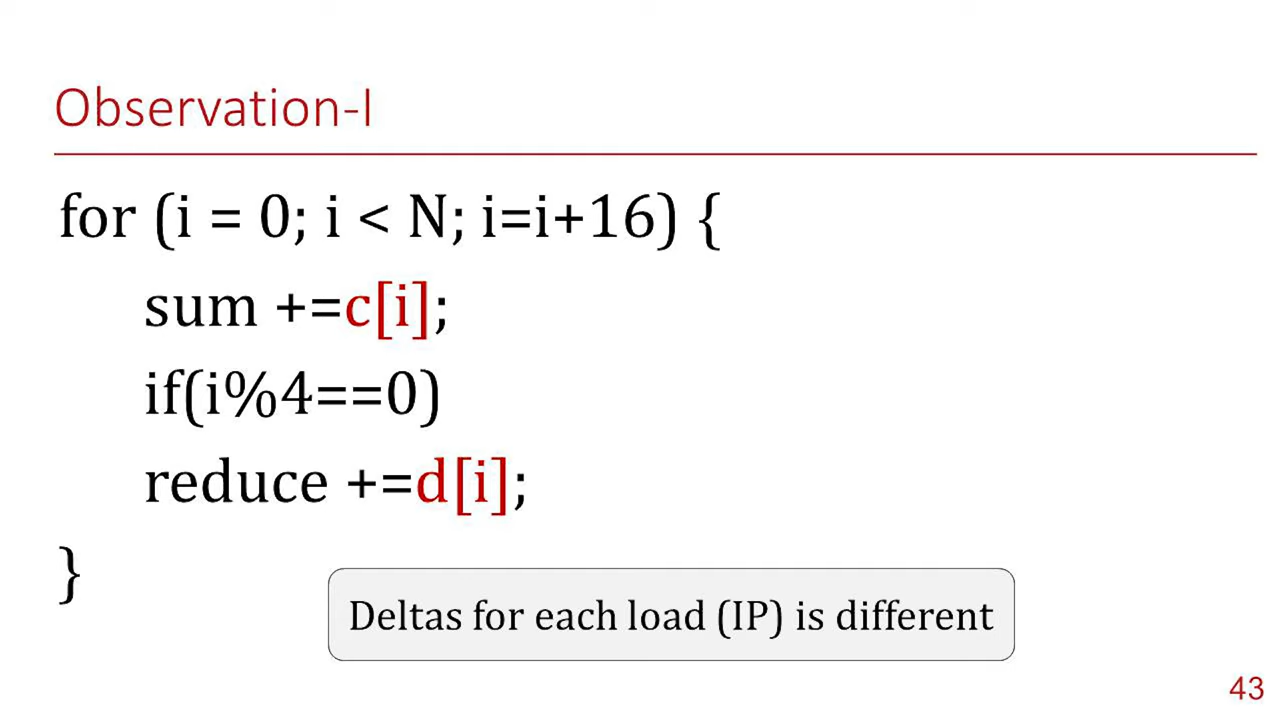 Observation-I
for (i = 0; i < N; i=i+16) {
sum +=c[i];
if(i%4==0)
reduce +=d[i];
}
Deltas for each load (IP) is different
43